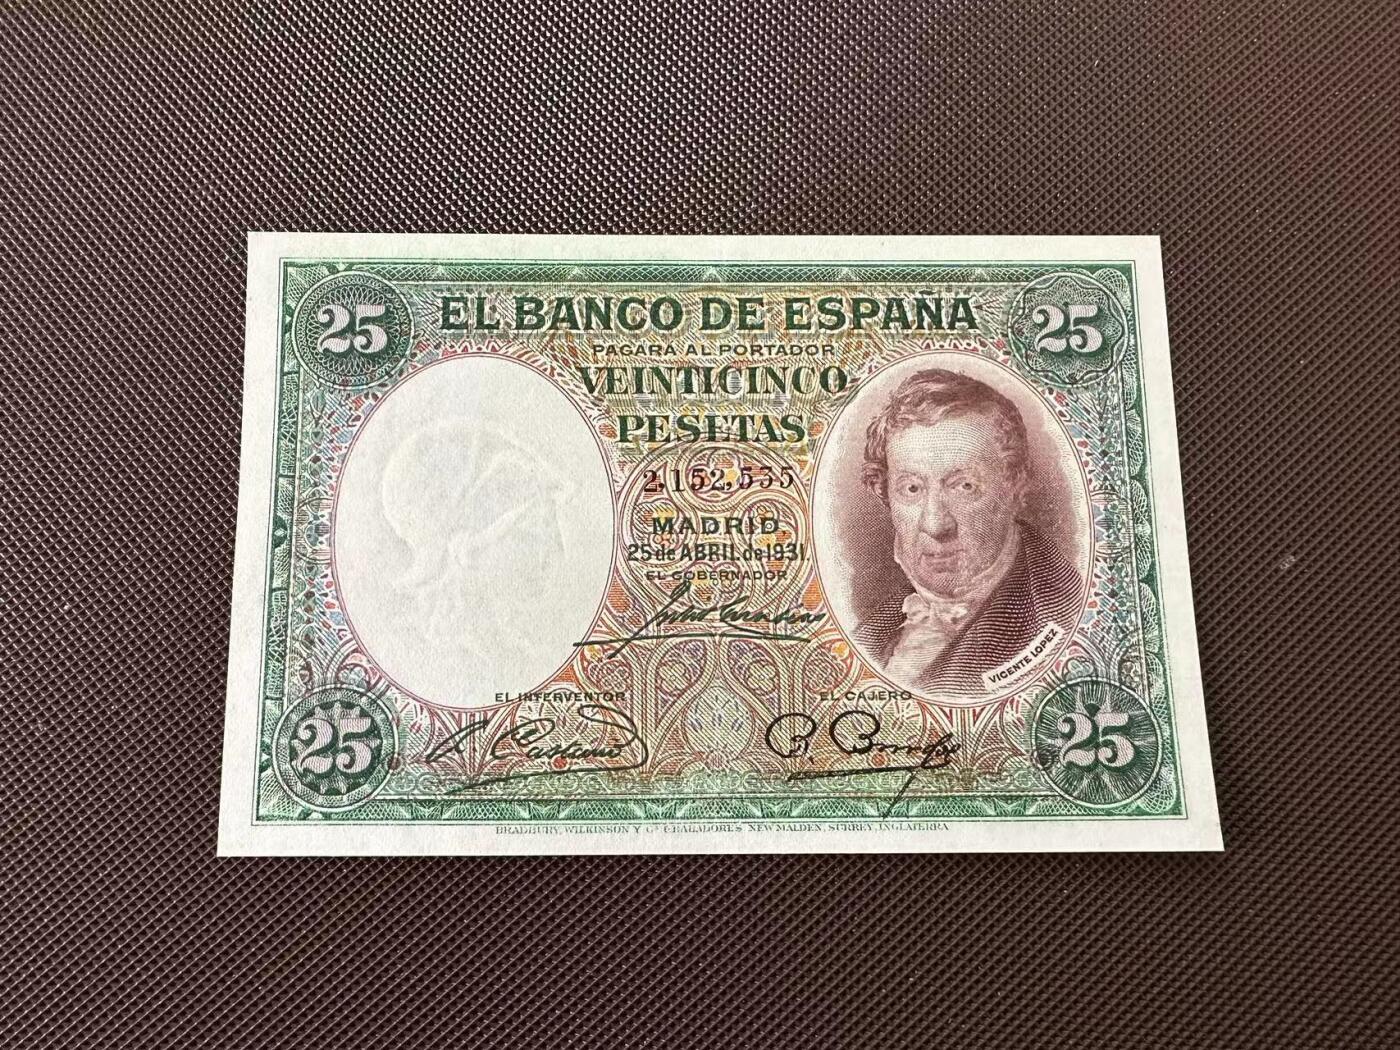 25 EL BANCO DE ESPAÑA 25
PAGARÁ AL PORTADOR
VEINTICINCO
PESETAS
2,152,535
MADRID
25 de ABRIL de 1931
EL GOBERNADOR
VICENTE LOPEZ
EL INTERVENTOR
EL CAJERO
25 25
BRADBURY, WILKINSON Y Cª GRABADORES NEW MALDEN, SURREY, INGLATERRA